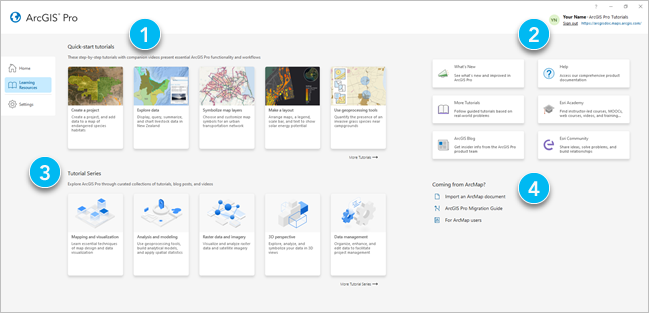 ArcGIS® Pro
1
2
YN
Your Name - ArcGIS Pro Tutorials
Sign out
https://engndev.maps.arcgis.com/
Home
Learning
Resources
Settings
Quick-start tutorials
These step-by-step tutorials with companion videos present essential ArcGIS Pro functionality and workflows
Create a project
Create a project, and
add data to a map of
endangered species
habitats
Explore data
Display, query, summarize,
and chart livestock data in
New Zealand
Symbolize map layers
Choose and customize map
symbols for an urban
transportation network
Make a layout
Arrange maps, a legend,
scale bar, and text to show
solar energy potential
Use geoprocessing tools
Quantify the presence of an
invasive grass species near
campgrounds
More Tutorials
3
Tutorial Series
Explore ArcGIS Pro through curated collections of tutorials, blog posts, and videos
Mapping and visualization
Learn essential techniques
of map design and data
visualization
Analysis and modeling
Use geoprocessing tools,
build analytical models,
and apply spatial statistics
Raster data and imagery
Visualize and analyze raster
data and satellite imagery
3D perspective
Explore, analyze, and
symbolize your data in 3D
views
Data management
Organize, enhance, and
edit data to facilitate
project management
More Tutorial Series
What's New
See what's new and improved in
ArcGIS Pro
Help
Access our comprehensive product
documentation
More Tutorials
Follow guided tutorials based on
real-world problems
Esri Academy
Find instructor-led courses, MOOCs,
web courses, videos, and training...
ArcGIS Blog
Get insider info from the ArcGIS Pro
product team
Esri Community
Share ideas, solve problems, and
build relationships
Coming from ArcMap?
4
Import an ArcMap document
ArcGIS Pro Migration Guide
For ArcMap users